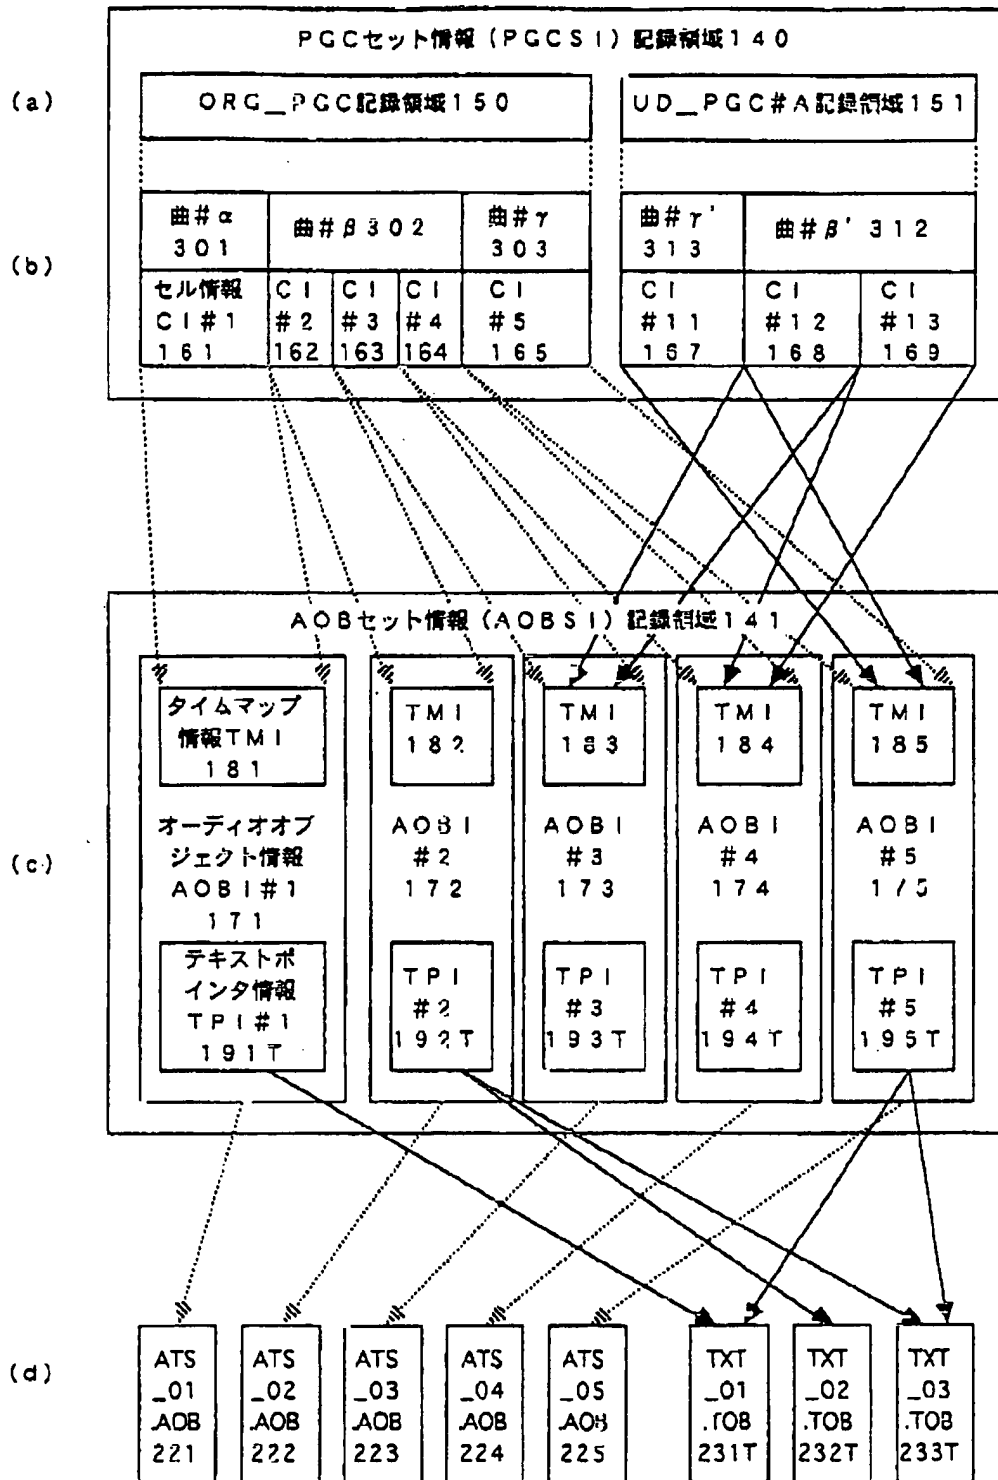 PGCセット情報(PGCSI)記録領域140
(a)
ORG_PGC記録領域150
UD_PGC#A記録領域151
(b)
曲#α
301
曲#β302
曲#γ
303
曲#γ'
313
曲#β'312
セル情報
CI#1
161
CI
#2
162
CI
#3
163
CI
#4
164
CI
#5
165
CI
#11
167
CI
#12
168
CI
#13
169
AOBセット情報(AOBSI)記録領域141
(c)
タイムマップ
情報TMI
181
TMI
182
TMI
183
TMI
184
TMI
185
オーディオオブ
ジェクト情報
AOBI#1
171
AOBI
#2
172
AOBI
#3
173
AOBI
#4
174
AOBI
#5
175
テキストポ
インタ情報
TPI#1
191T
TPI
#2
192T
TPI
#3
193T
TPI
#4
194T
TPI
#5
195T
(d)
ATS
_01
.AOB
221
ATS
_02
.AOB
222
ATS
_03
.AOB
223
ATS
_04
.AOB
224
ATS
_05
.AOB
225
TXT
_01
.TOB
231T
TXT
_02
.TOB
232T
TXT
_03
.TOB
233T